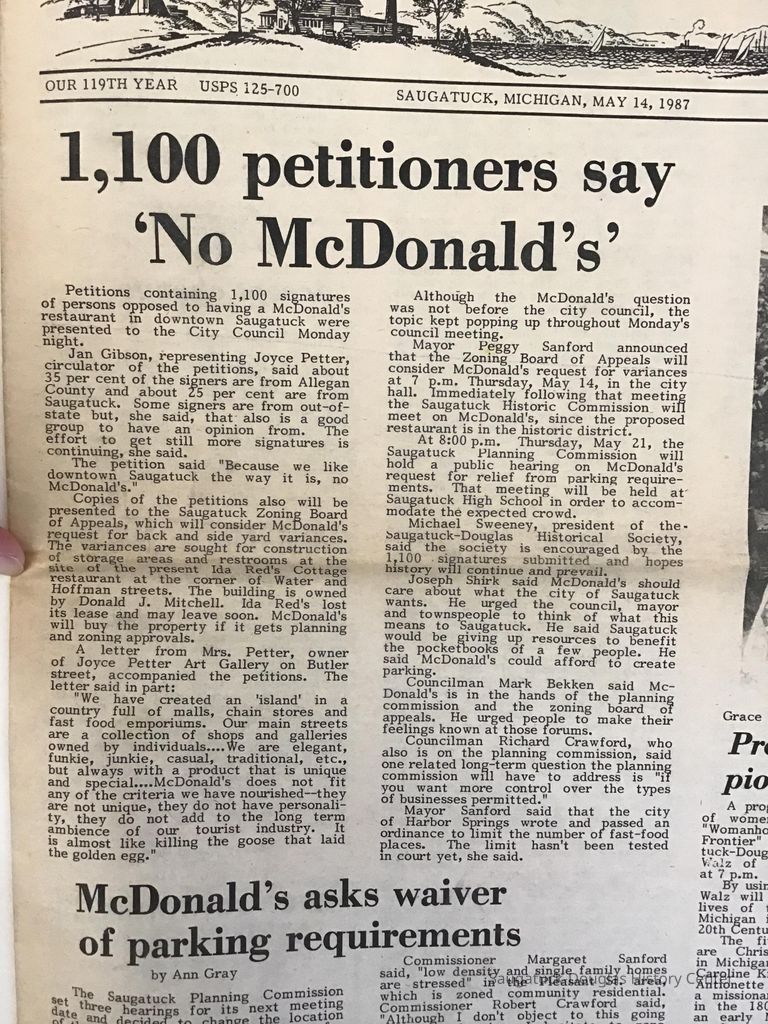 OUR 119TH YEAR USPS 125-700
SAUGATUCK, MICHIGAN, MAY 14, 1987
1,100 petitioners say
'No McDonald's'
Petitions containing 1,100 signatures
of persons opposed to having a McDonald's
restaurant in downtown Saugatuck were
presented to the City Council Monday
night.
Jan Gibson, representing Joyce Petter,
circulator of the petitions, said about
35 per cent of the signers are from Allegan
County and about 25 per cent are from
Saugatuck. Some signers are from out-of-
state but, she said, that also is a good
group to have an opinion from. The
effort to get still more signatures is
continuing, she said.
The petition said "Because we like
downtown Saugatuck the way it is, no
McDonald's."
Copies of the petitions also will be
presented to the Saugatuck Zoning Board
of Appeals, which will consider McDonald's
request for back and side yard variances.
The variances are sought for construction
of storage areas and restrooms at the
site of the present Ida Red's Cottage
restaurant at the corner of Water and
Hoffman streets. The building is owned
by Donald J. Mitchell. Ida Red's lost
its lease and may leave soon. McDonald's
will buy the property if it gets planning
and zoning approvals.
A letter from Mrs. Petter, owner
of Joyce Petter Art Gallery on Butler
street, accompanied the petitions. The
letter said in part:
"We have created an 'island' in a
country full of malls, chain stores and
fast food emporiums. Our main streets
are a collection of shops and galleries
owned by individuals....We are elegant,
funkie, junkie, casual, traditional, etc.,
but always with a product that is unique
and special....McDonald's does not fit
any of the criteria we have nourished--they
are not unique, they do not have personali-
ty, they do not add to the long term
ambience of our tourist industry. It
is almost like killing the goose that laid
the golden egg."
Although the McDonald's question
was not before the city council, the
topic kept popping up throughout Monday's
council meeting.
Mayor Peggy Sanford announced
that the Zoning Board of Appeals will
consider McDonald's request for variances
at 7 p.m. Thursday, May 14, in the city
hall. Immediately following that meeting
the Saugatuck Historic Commission will
meet on McDonald's, since the proposed
restaurant is in the historic district.
At 8:00 p.m. Thursday, May 21, the
Saugatuck Planning Commission will
hold a public hearing on McDonald's
request for relief from parking require-
ments. That meeting will be held at
Saugatuck High School in order to accom-
modate the expected crowd.
Michael Sweeney, president of the
Saugatuck-Douglas Historical Society,
said the society is encouraged by the
1,100 signatures submitted and hopes
history will continue and prevail.
Joseph Shirk said McDonald's should
care about what the city of Saugatuck
wants. He urged the council, mayor
and townspeople to think of what this
means to Saugatuck. He said Saugatuck
would be giving up resources to benefit
the pocketbooks of a few people. He
said McDonald's could afford to create
parking.
Councilman Mark Bekken said Mc-
Donald's is in the hands of the planning
commission and the zoning board of
appeals. He urged people to make their
feelings known at those forums.
Councilman Richard Crawford, who
also is on the planning commission, said
one related long-term question the planning
commission will have to address is "if
you want more control over the types
of businesses permitted."
Mayor Sanford said that the city
of Harbor Springs wrote and passed an
ordinance to limit the number of fast-food
places. The limit hasn't been tested
in court yet, she said.
McDonald's asks waiver
of parking requirements
by Ann Gray
The Saugatuck Planning Commission
set three hearings for its next meeting
date and decided to change the location
Commissioner Margaret Sanford
said, "low density and single family homes
are stressed" in the Pleasant St. area,
which is zoned community residential.
Commissioner Robert Crawford said,
"Although I don't object to this going
Grace
Pr
pio
A prog
of wome
"Womanho
Frontier"
tuck-Doug
Walz of
at 7 p.m.
By usin
Walz will
lives of
Michigan i
20th Centu
The fi
are Chris
in Michigan
Caroline Ki
Antionette
a missiona
in the 180
an early
Saugatuck-Douglas History Center